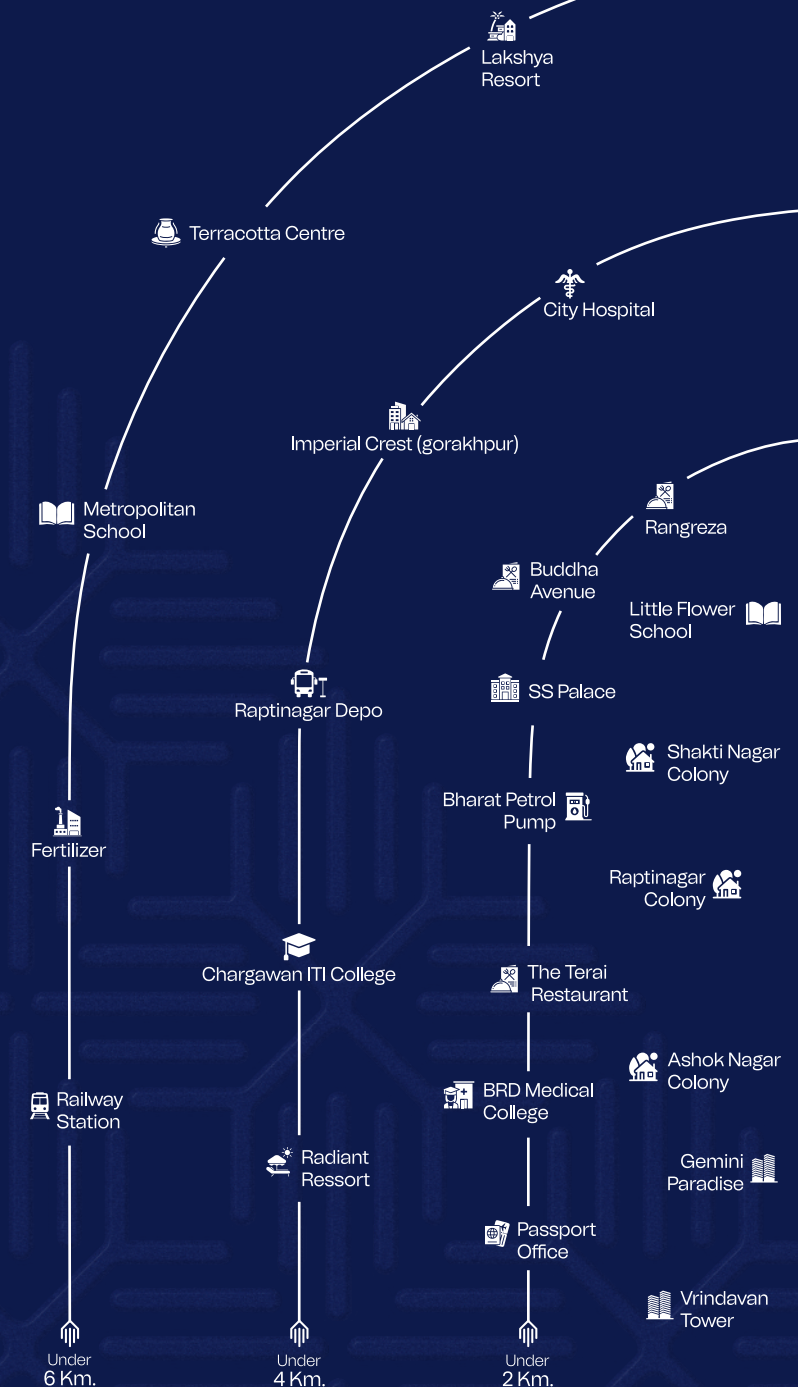 Lakshya
Resort
Terracotta Centre
City Hospital
Imperial Crest (gorakhpur)
Metropolitan
School
Rangreza
Buddha
Avenue
Little Flower
School
SS Palace
Raptinagar Depo
Shakti Nagar
Colony
Bharat Petrol
Pump
Fertilizer
Raptinagar
Colony
Chargawan ITI College
The Terai
Restaurant
Ashok Nagar
Colony
BRD Medical
College
Railway
Station
Radiant
Ressort
Gemini
Paradise
Passport
Office
Vrindavan
Tower
Under
6 Km.
Under
4 Km.
Under
2 Km.